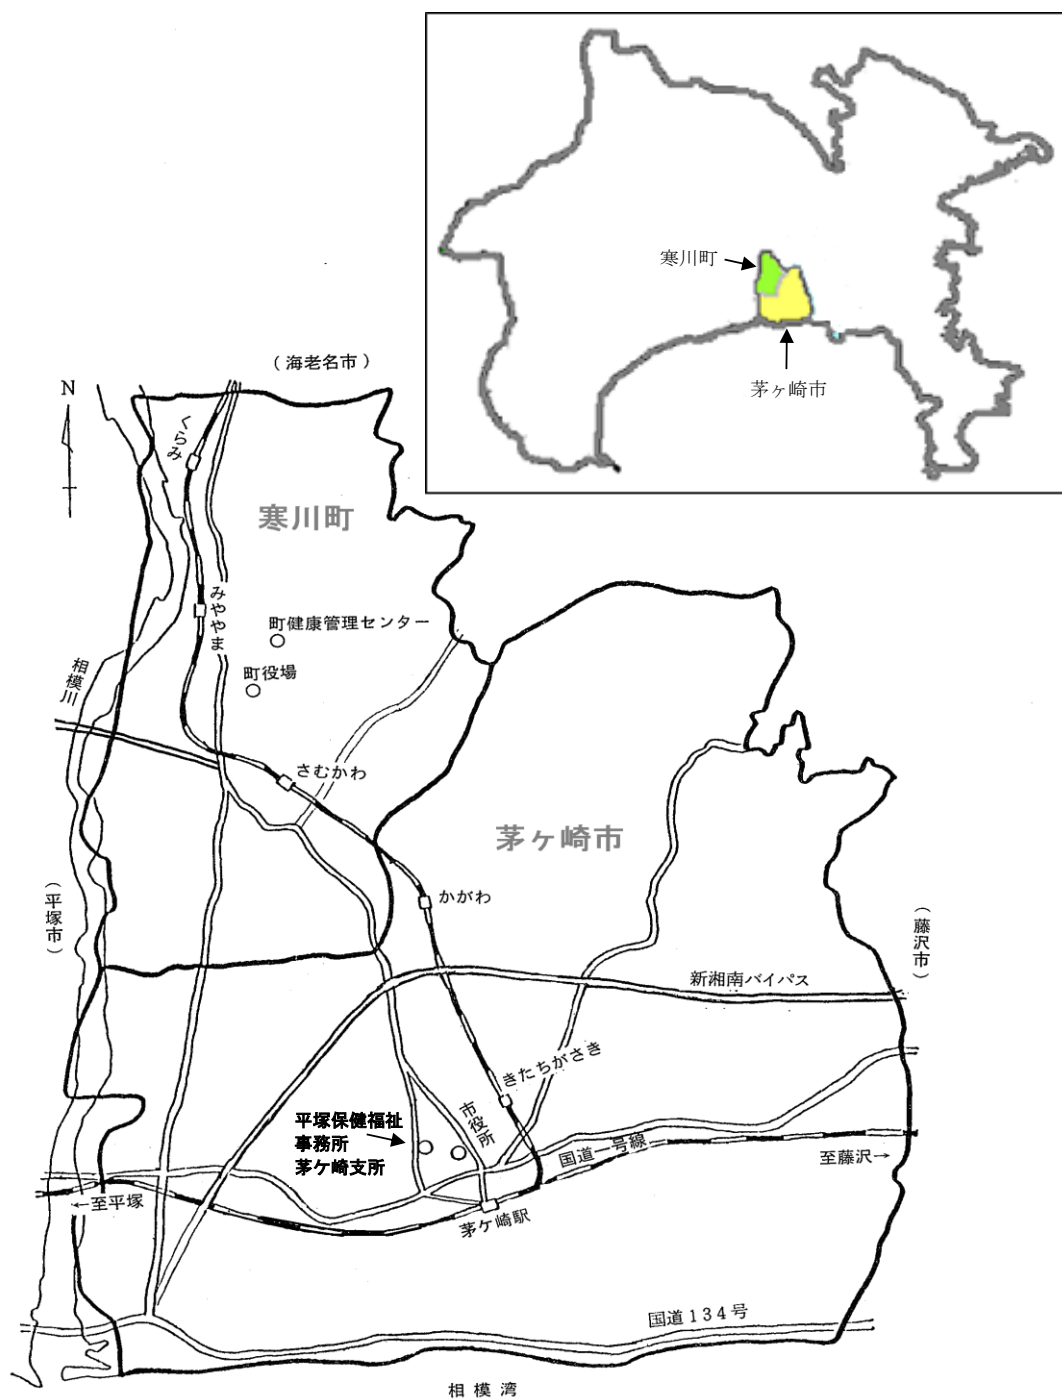 寒川町
茅ヶ崎市
（海老名市）
N
くらみ
寒川町
みややま
町健康管理センター
町役場
相模川
さむかわ
茅ヶ崎市
かがわ
（平塚市）
（藤沢市）
新湘南バイパス
きたちがさき
市役所
平塚保健福祉
事務所
茅ケ崎支所
国道一号線
至藤沢→
←至平塚
茅ケ崎駅
国道134号
相模湾